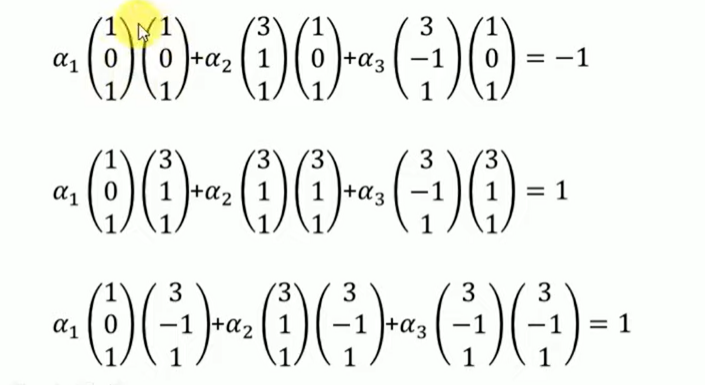 α₁ (1 0 1) (1 0 1) +α₂ (3 1 1) (1 0 1) +α₃ (3 −1 1) (1 0 1) = −1
α₁ (1 0 1) (3 1 1) +α₂ (3 1 1) (3 1 1) +α₃ (3 −1 1) (3 1 1) = 1
α₁ (1 0 1) (3 −1 1) +α₂ (3 1 1) (3 −1 1) +α₃ (3 −1 1) (3 −1 1) = 1